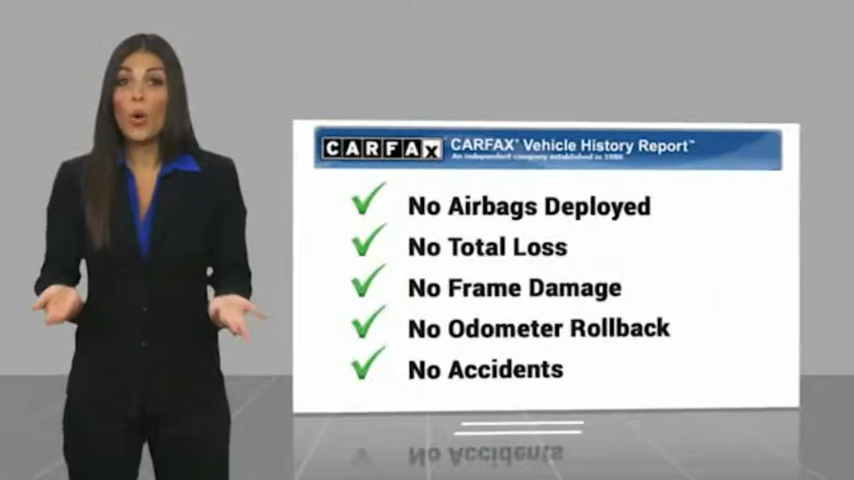 CARFAX CARFAX® Vehicle History Report™
An independent company established in 1986
No Airbags Deployed
No Total Loss
No Frame Damage
No Odometer Rollback
No Accidents
No Accidents